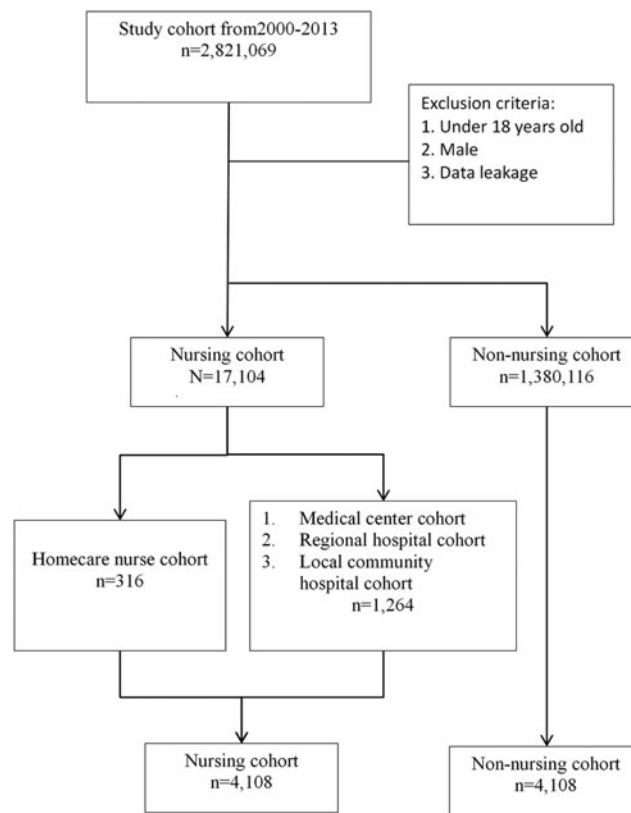 Study cohort from2000-2013
n=2,821,069
Exclusion criteria:
1. Under 18 years old
2. Male
3. Data leakage
Nursing cohort
N=17,104
Non-nursing cohort
n=1,380,116
Homecare nurse cohort
n=316
1. Medical center cohort
2. Regional hospital cohort
3. Local community
hospital cohort
n=1,264
Nursing cohort
n=4,108
Non-nursing cohort
n=4,108